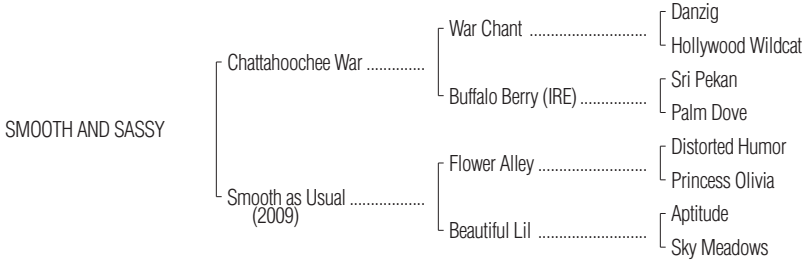 Danzig
War Chant ............................
Hollywood Wildcat
Chattahoochee War ..............
Sri Pekan
Buffalo Berry (IRE) ................
Palm Dove
SMOOTH AND SASSY
Distorted Humor
Flower Alley ..........................
Princess Olivia
Smooth as Usual ..................
(2009)
Aptitude
Beautiful Lil ..........................
Sky Meadows